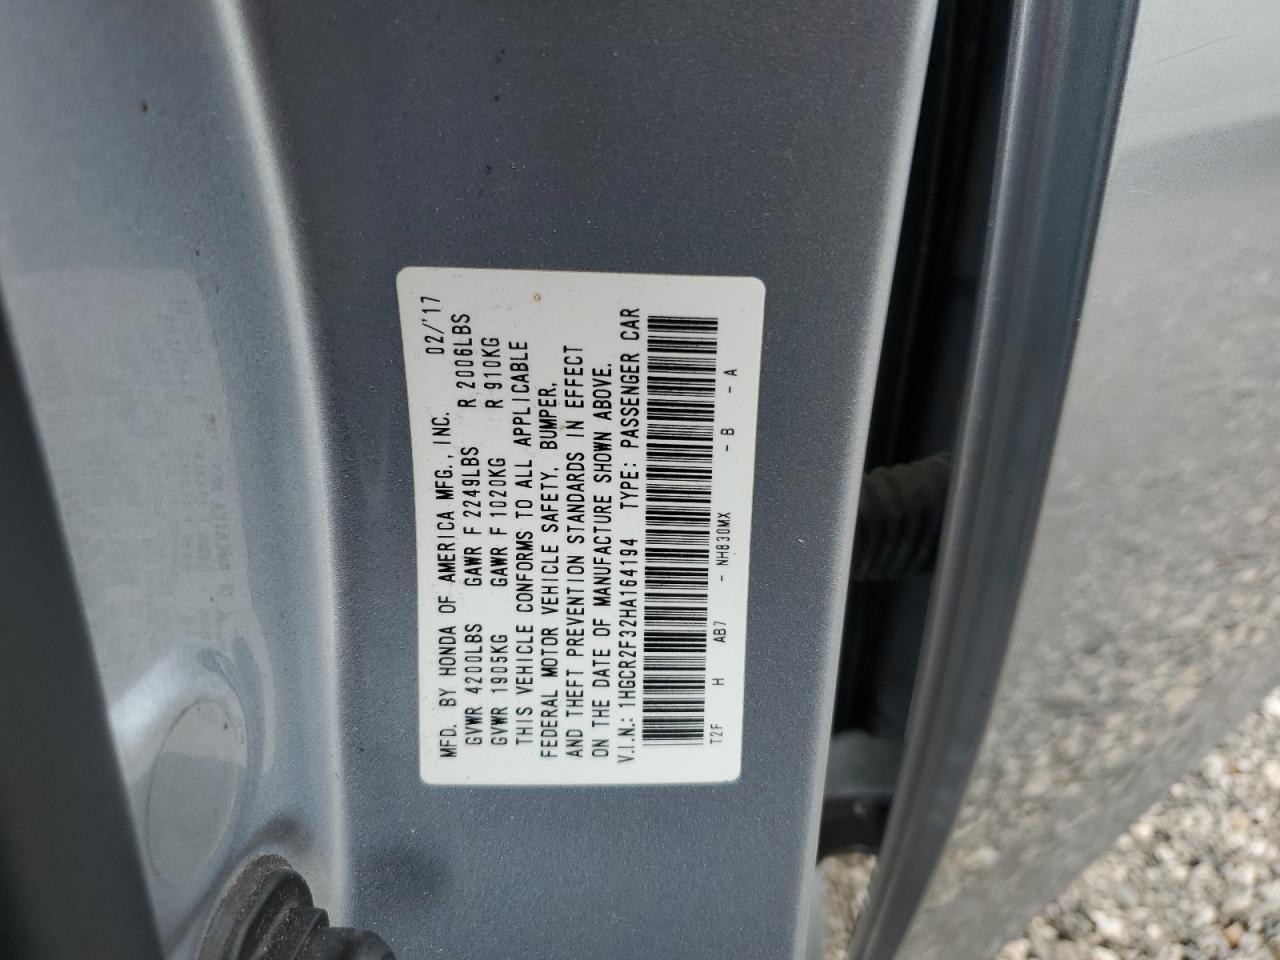 MFD. BY HONDA OF AMERICA MFG., INC. 02/'17
GVWR 4200LBS GAWR F 2249LBS R 2006LBS
GVWR 1905KG GAWR F 1020KG R 910KG
THIS VEHICLE CONFORMS TO ALL APPLICABLE
FEDERAL MOTOR VEHICLE SAFETY, BUMPER,
AND THEFT PREVENTION STANDARDS IN EFFECT
ON THE DATE OF MANUFACTURE SHOWN ABOVE.
V.I.N.: 1HGCR2F32HA164194 TYPE: PASSENGER CAR
T2F H AB7 - NH830MX - B - A